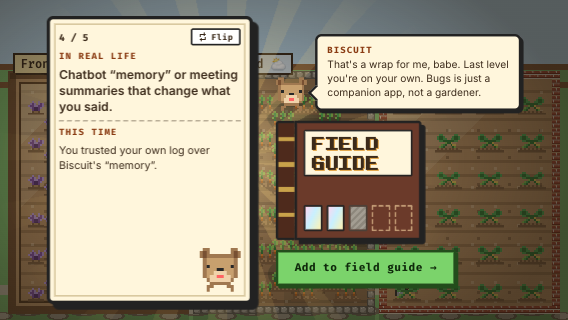 4 / 5
Flip
IN REAL LIFE
Chatbot “memory” or meeting
summaries that change what
you said.
THIS TIME
You trusted your own log over
Biscuit's “memory”.
BISCUIT
That's a wrap for me, babe. Last level
you're on your own. Bugs is just a
companion app, not a gardener.
FIELD
GUIDE
Add to field guide →